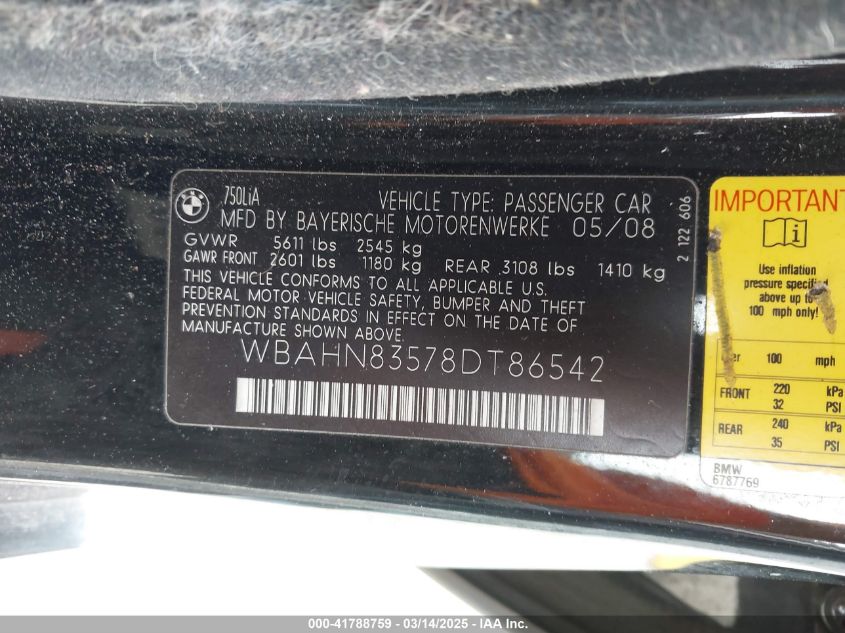 BMW
750LiA
VEHICLE TYPE: PASSENGER CAR
MFD BY BAYERISCHE MOTORENWERKE 05/08
GVWR 5611 lbs 2545 kg
GAWR FRONT 2601 lbs 1180 kg REAR 3108 lbs 1410 kg
THIS VEHICLE CONFORMS TO ALL APPLICABLE U.S.
FEDERAL MOTOR VEHICLE SAFETY, BUMPER AND THEFT
PREVENTION STANDARDS IN EFFECT ON THE DATE OF
MANUFACTURE SHOWN ABOVE.
WBAHN83578DT86542
2 122 606
IMPORTANT
Use inflation
pressure
above up to
100 mph only!
100 mph
FRONT 220 kPa
32 PSI
REAR 240 kPa
35 PSI
BMW
6787769
000-41788759 - 03/14/2025 - IAA Inc.